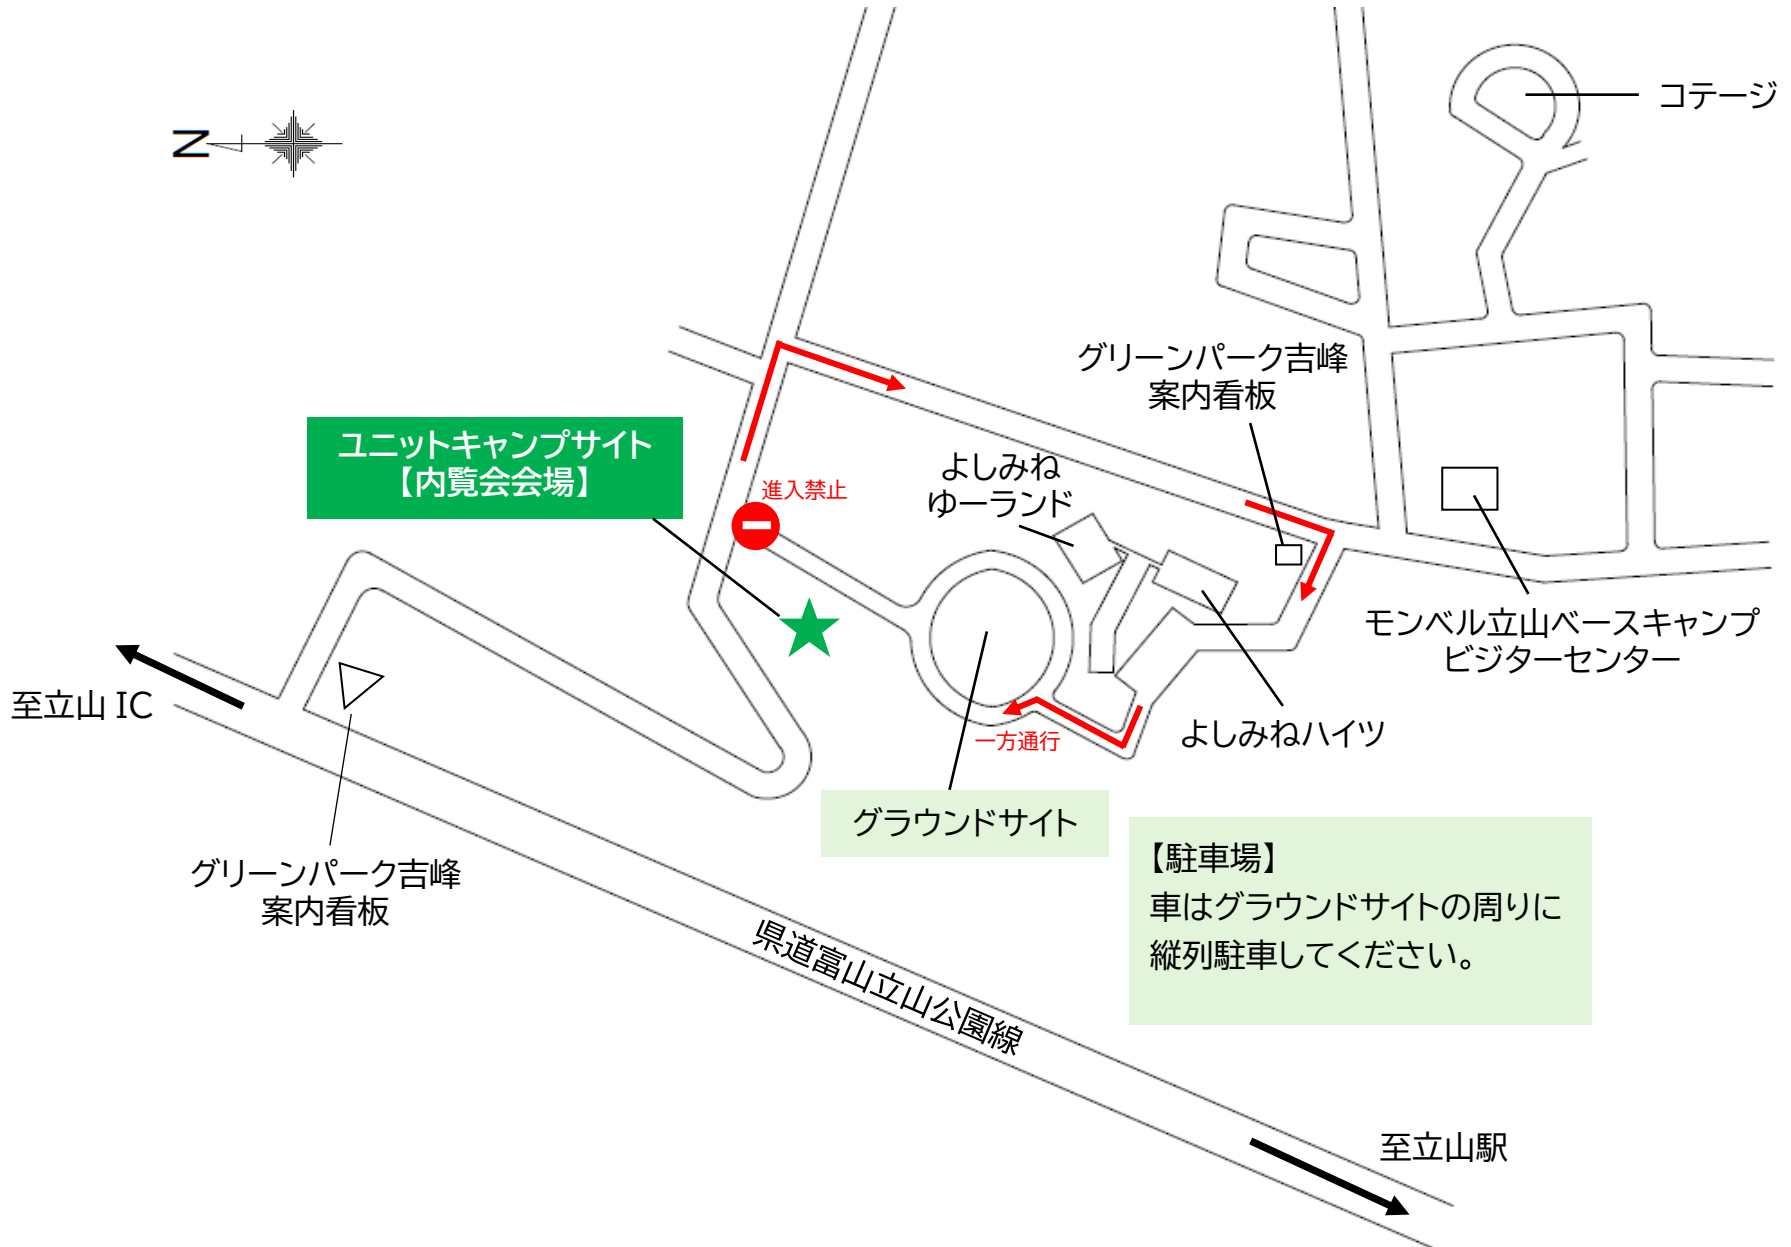 コテージ
N
グリーンパーク吉峰
案内看板
ユニットキャンプサイト
【内覧会会場】
よしみね
ゆーランド
進入禁止
モンベル立山ベースキャンプ
ビジターセンター
至立山 IC
よしみねハイツ
一方通行
グラウンドサイト
【駐車場】
車はグラウンドサイトの周りに
縦列駐車してください。
グリーンパーク吉峰
案内看板
県道富山立山公園線
至立山駅